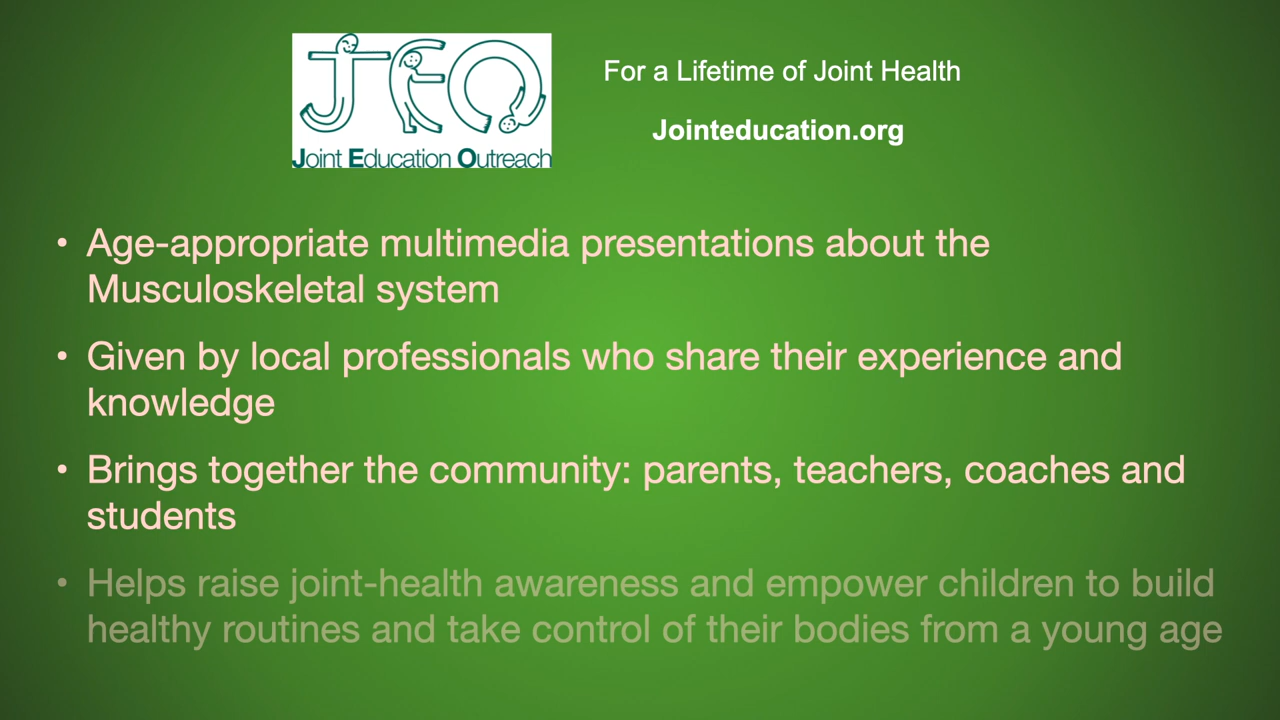 JEO
Joint Education Outreach
For a Lifetime of Joint Health
Jointeducation.org
• Age-appropriate multimedia presentations about the
Musculoskeletal system
• Given by local professionals who share their experience and
knowledge
• Brings together the community: parents, teachers, coaches and
students
• Helps raise joint-health awareness and empower children to build
healthy routines and take control of their bodies from a young age